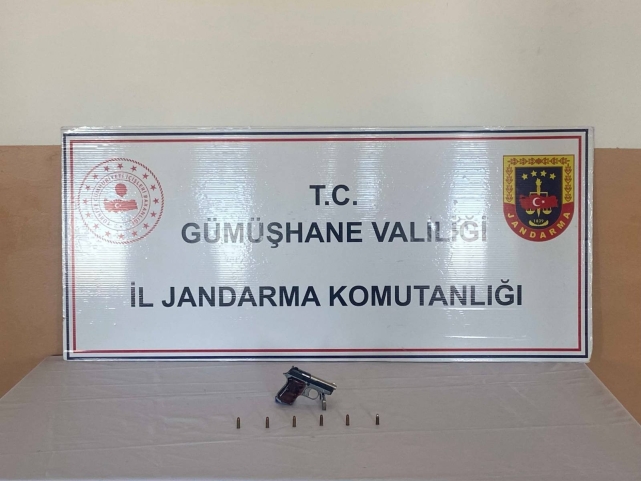 T.C.
GÜMÜŞHANE VALİLİĞİ
İL JANDARMA KOMUTANLIĞI
JANDARMA